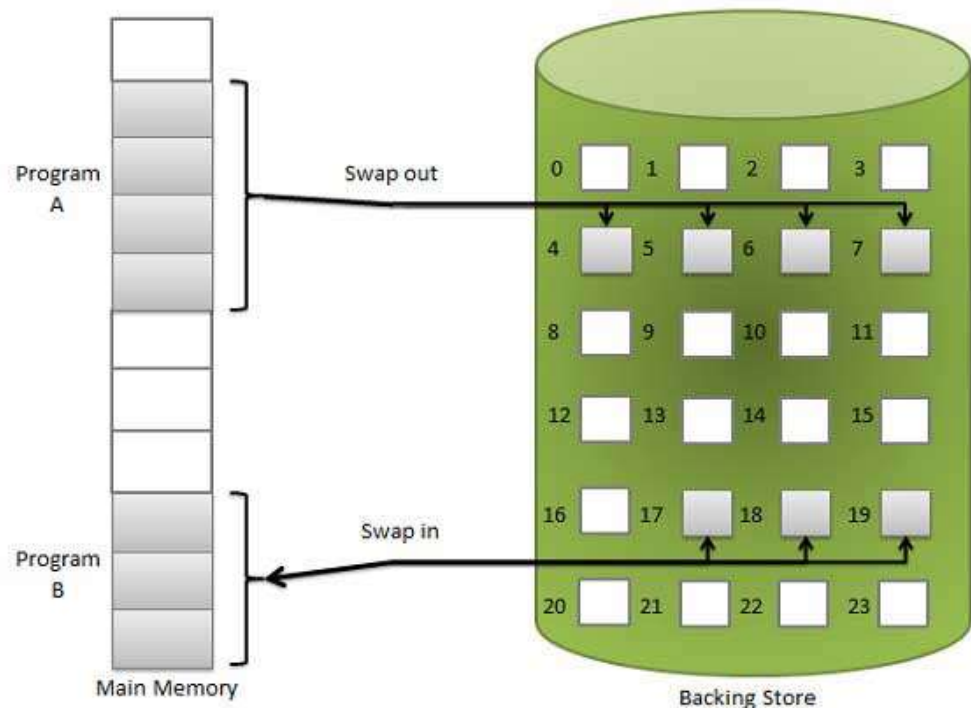 Program
A
Swap out
0 1 2 3
4 5 6 7
8 9 10 11
12 13 14 15
Program
B
Swap in
16 17 18 19
20 21 22 23
Main Memory
Backing Store